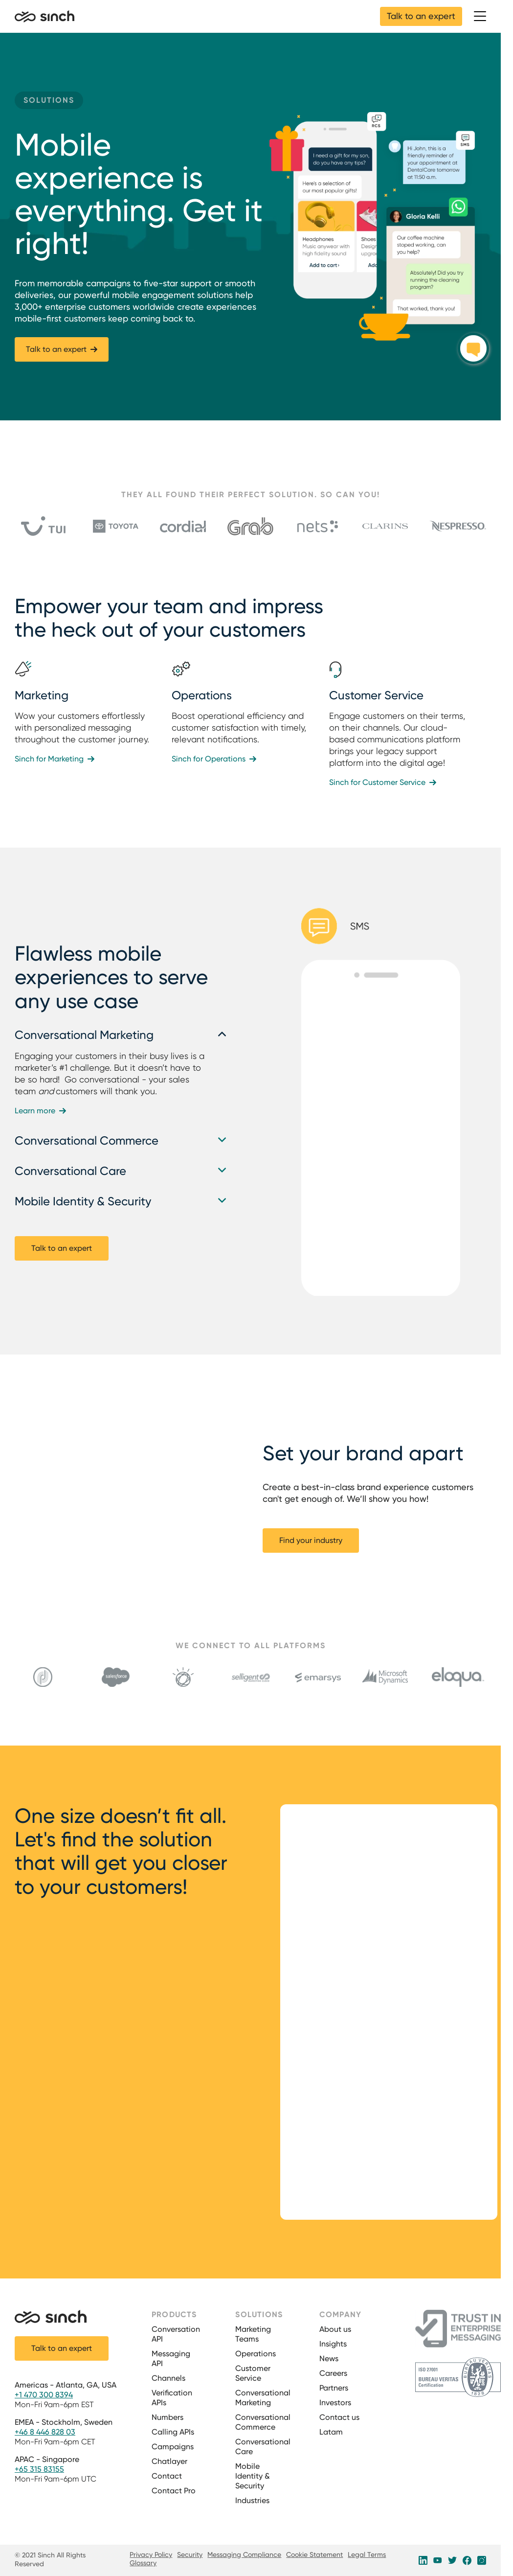 sinch
Talk to an expert
SOLUTIONS
Mobile
experience is
everything. Get it
right!
From memorable campaigns to five-star support or smooth
deliveries, our powerful mobile engagement solutions help
3,000+ enterprise customers worldwide create experiences
mobile-first customers keep coming back to.
Talk to an expert
RCS
I need a gift for my son,
do you have any tips?
Here's a selection of
our most popular gifts!
Headphones
Music anywear with
high fidelity sound
Add to cart
Shoes
Desig
Add
SMS
Hi John, this is a
friendly reminder of
your appointment at
DentalCare tomorrow
at 11:50 a.m.
Gloria Kelli
Our coffee machine
stoped working, can
you help?
Absolutely! Did you try
running the cleaning
program?
That worked, thank you!
THEY ALL FOUND THEIR PERFECT SOLUTION. SO CAN YOU!
TUI
TOYOTA
cordial
Grab
nets
CLARINS
NESPRESSO
Empower your team and impress
the heck out of your customers
Marketing
Wow your customers effortlessly
with personalized messaging
throughout the customer journey.
Sinch for Marketing
Operations
Boost operational efficiency and
customer satisfaction with timely,
relevant notifications.
Sinch for Operations
Customer Service
Engage customers on their terms,
on their channels. Our cloud-
based communications platform
brings your legacy support
platform into the digital age!
Sinch for Customer Service
Flawless mobile
experiences to serve
any use case
Conversational Marketing
Engaging your customers in their busy lives is a
marketer's #1 challenge. But it doesn't have to
be so hard! Go conversational - your sales
team and customers will thank you.
Learn more
Conversational Commerce
Conversational Care
Mobile Identity & Security
Talk to an expert
SMS
Set your brand apart
Create a best-in-class brand experience customers
can't get enough of. We'll show you how!
Find your industry
WE CONNECT TO ALL PLATFORMS
salesforce
selligent
emarsys
Microsoft
Dynamics
eloqua
One size doesn't fit all.
Let's find the solution
that will get you closer
to your customers!
sinch
Talk to an expert
Americas - Atlanta, GA, USA
+1 470 300 8394
Mon-Fri 9am-6pm EST
EMEA - Stockholm, Sweden
+46 8 446 828 03
Mon-Fri 9am-6pm CET
APAC - Singapore
+65 315 83155
Mon-Fri 9am-6pm UTC
PRODUCTS
Conversation
API
Messaging
API
Channels
Verification
APIs
Numbers
Calling APIs
Campaigns
Chatlayer
Contact
Contact Pro
SOLUTIONS
Marketing
Teams
Operations
Customer
Service
Conversational
Marketing
Conversational
Commerce
Conversational
Care
Mobile
Identity &
Security
Industries
COMPANY
About us
Insights
News
Careers
Partners
Investors
Contact us
Latam
TRUST IN
ENTERPRISE
MESSAGING
ISO 27001
BUREAU VERITAS
Certification
© 2021 Sinch All Rights
Reserved
Privacy Policy Security Messaging Compliance Cookie Statement Legal Terms
Glossary